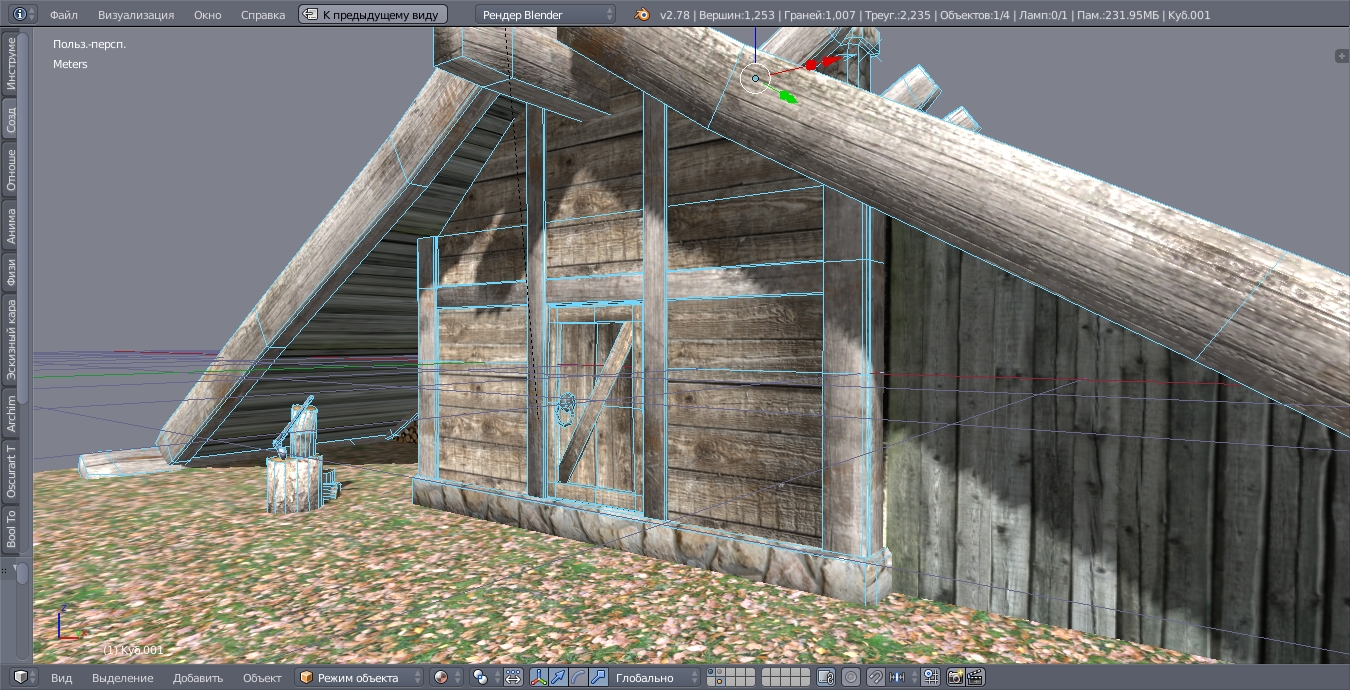 Файл Визуализация Окно Справка К предыдущему виду Рендер Blender v2.78 | Вершин:1,253 | Граней:1,007 | Треуг.:2,235 | Объектов:1/4 | Ламп:0/1 | Пам.:231.95МБ | Куб.001
Польз.-персп.
Meters
Инструме
Созд
Отноше
Анима
Физи
Эскизный кара
Archim
Oscurart T
Bool To
(1) Куб.001
Вид Выделение Добавить Объект Режим объекта Глобально